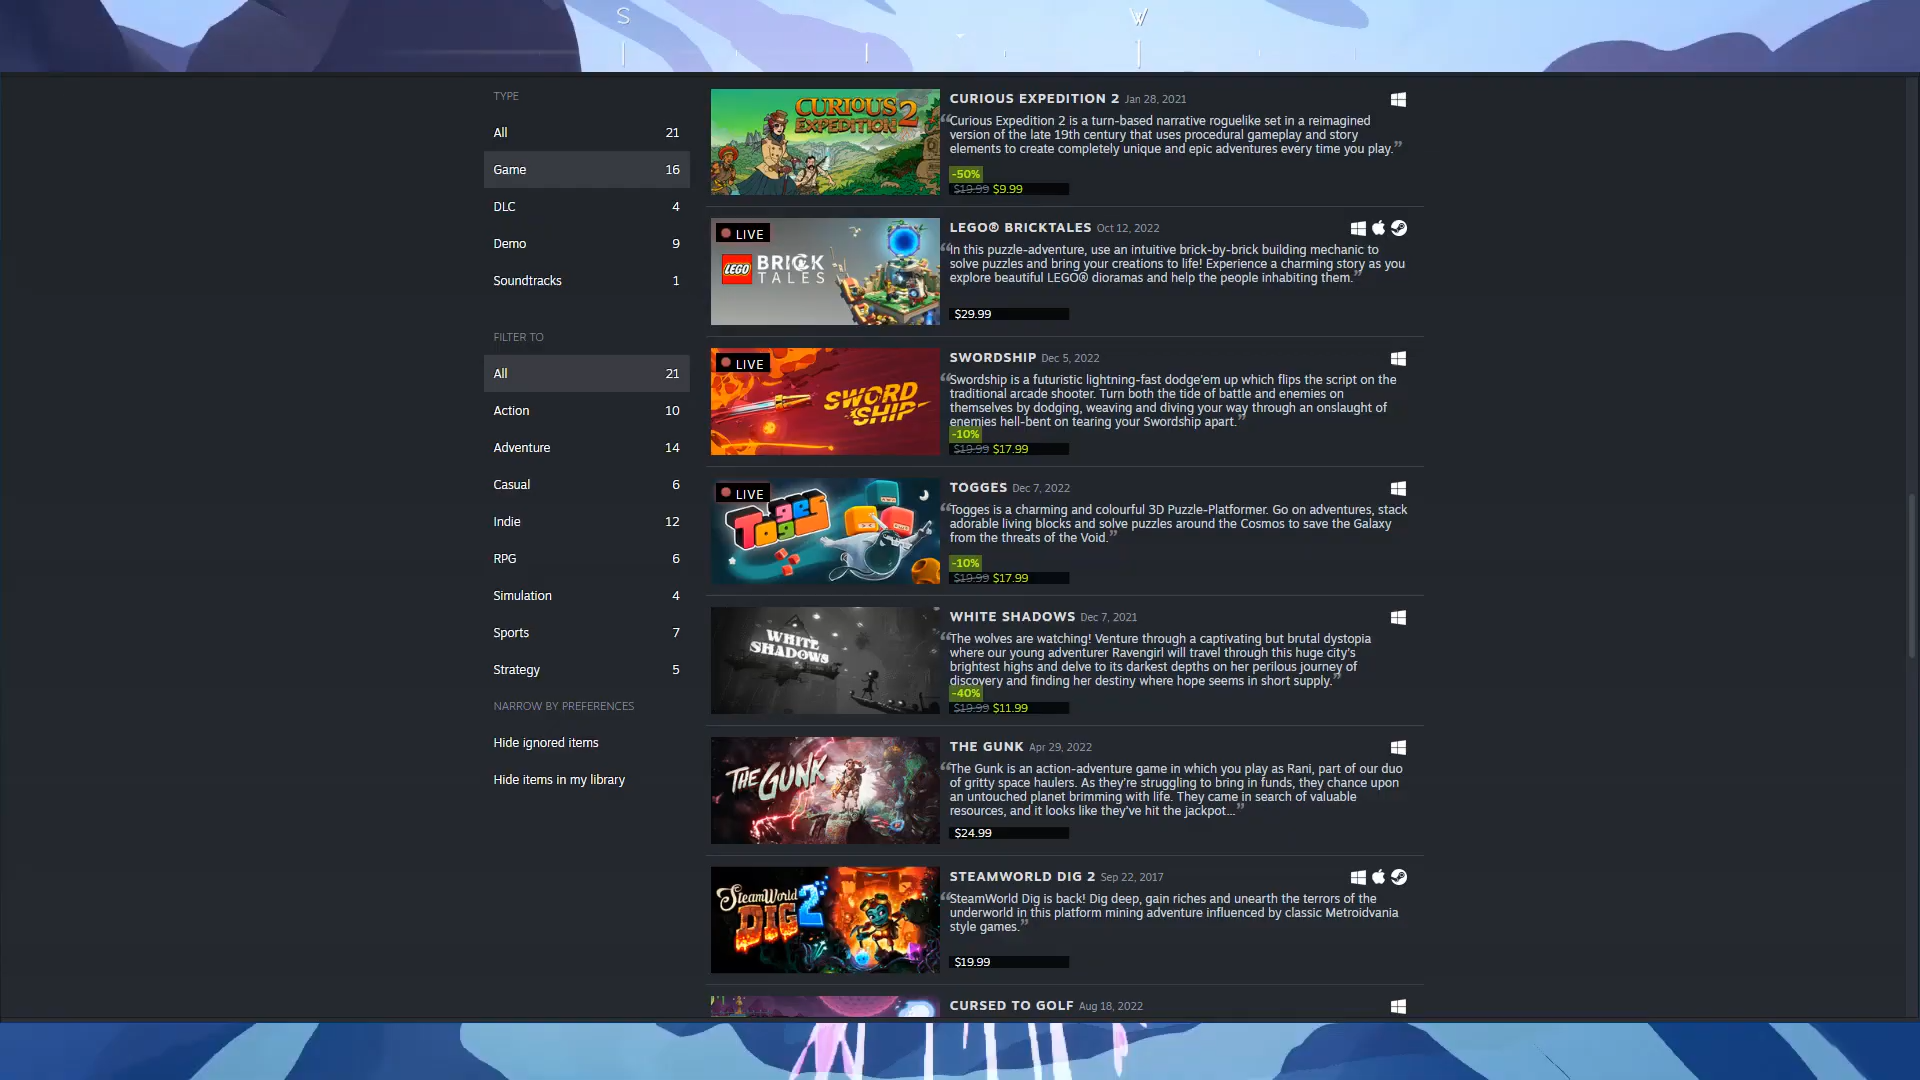 S
W
TYPE
All 21
Game 16
DLC 4
Demo 9
Soundtracks 1
FILTER TO
All 21
Action 10
Adventure 14
Casual 6
Indie 12
RPG 6
Simulation 4
Sports 7
Strategy 5
NARROW BY PREFERENCES
Hide ignored items
Hide items in my library
CURIOUS EXPEDITION 2
CURIOUS EXPEDITION 2 Jan 28, 2021
“Curious Expedition 2 is a turn-based narrative roguelike set in a reimagined
version of the late 19th century that uses procedural gameplay and story
elements to create completely unique and epic adventures every time you play.”
-50%
$19.99 $9.99
LIVE
LEGO BRICK
TALES
LEGO® BRICKTALES Oct 12, 2022
“In this puzzle-adventure, use an intuitive brick-by-brick building mechanic to
solve puzzles and bring your creations to life! Experience a charming story as you
explore beautiful LEGO® dioramas and help the people inhabiting them.”
$29.99
LIVE
SWORD
SHIP
SWORDSHIP Dec 5, 2022
“Swordship is a futuristic lightning-fast dodge’em up which flips the script on the
traditional arcade shooter. Turn both the tide of battle and enemies on
themselves by dodging, weaving and diving your way through an onslaught of
enemies hell-bent on tearing your Swordship apart.”
-10%
$19.99 $17.99
LIVE
Togges
TOGGES Dec 7, 2022
“Togges is a charming and colourful 3D Puzzle-Platformer. Go on adventures, stack
adorable living blocks and solve puzzles around the Cosmos to save the Galaxy
from the threats of the Void.”
-10%
$19.99 $17.99
WHITE
SHADOWS
WHITE SHADOWS Dec 7, 2021
“The wolves are watching! Venture through a captivating but brutal dystopia
where our young adventurer Ravengirl will travel through this huge city’s
brightest highs and delve to its darkest depths on her perilous journey of
discovery and finding her destiny where hope seems in short supply.”
-40%
$19.99 $11.99
THE GUNK
THE GUNK Apr 29, 2022
“The Gunk is an action-adventure game in which you play as Rani, part of our duo
of gritty space haulers. As they’re struggling to bring in funds, they chance upon
an untouched planet brimming with life. They came in search of valuable
resources, and it looks like they’ve hit the jackpot...”
$24.99
SteamWorld
DIG 2
STEAMWORLD DIG 2 Sep 22, 2017
“SteamWorld Dig is back! Dig deep, gain riches and unearth the terrors of the
underworld in this platform mining adventure influenced by classic Metroidvania
style games.”
$19.99
CURSED TO GOLF Aug 18, 2022